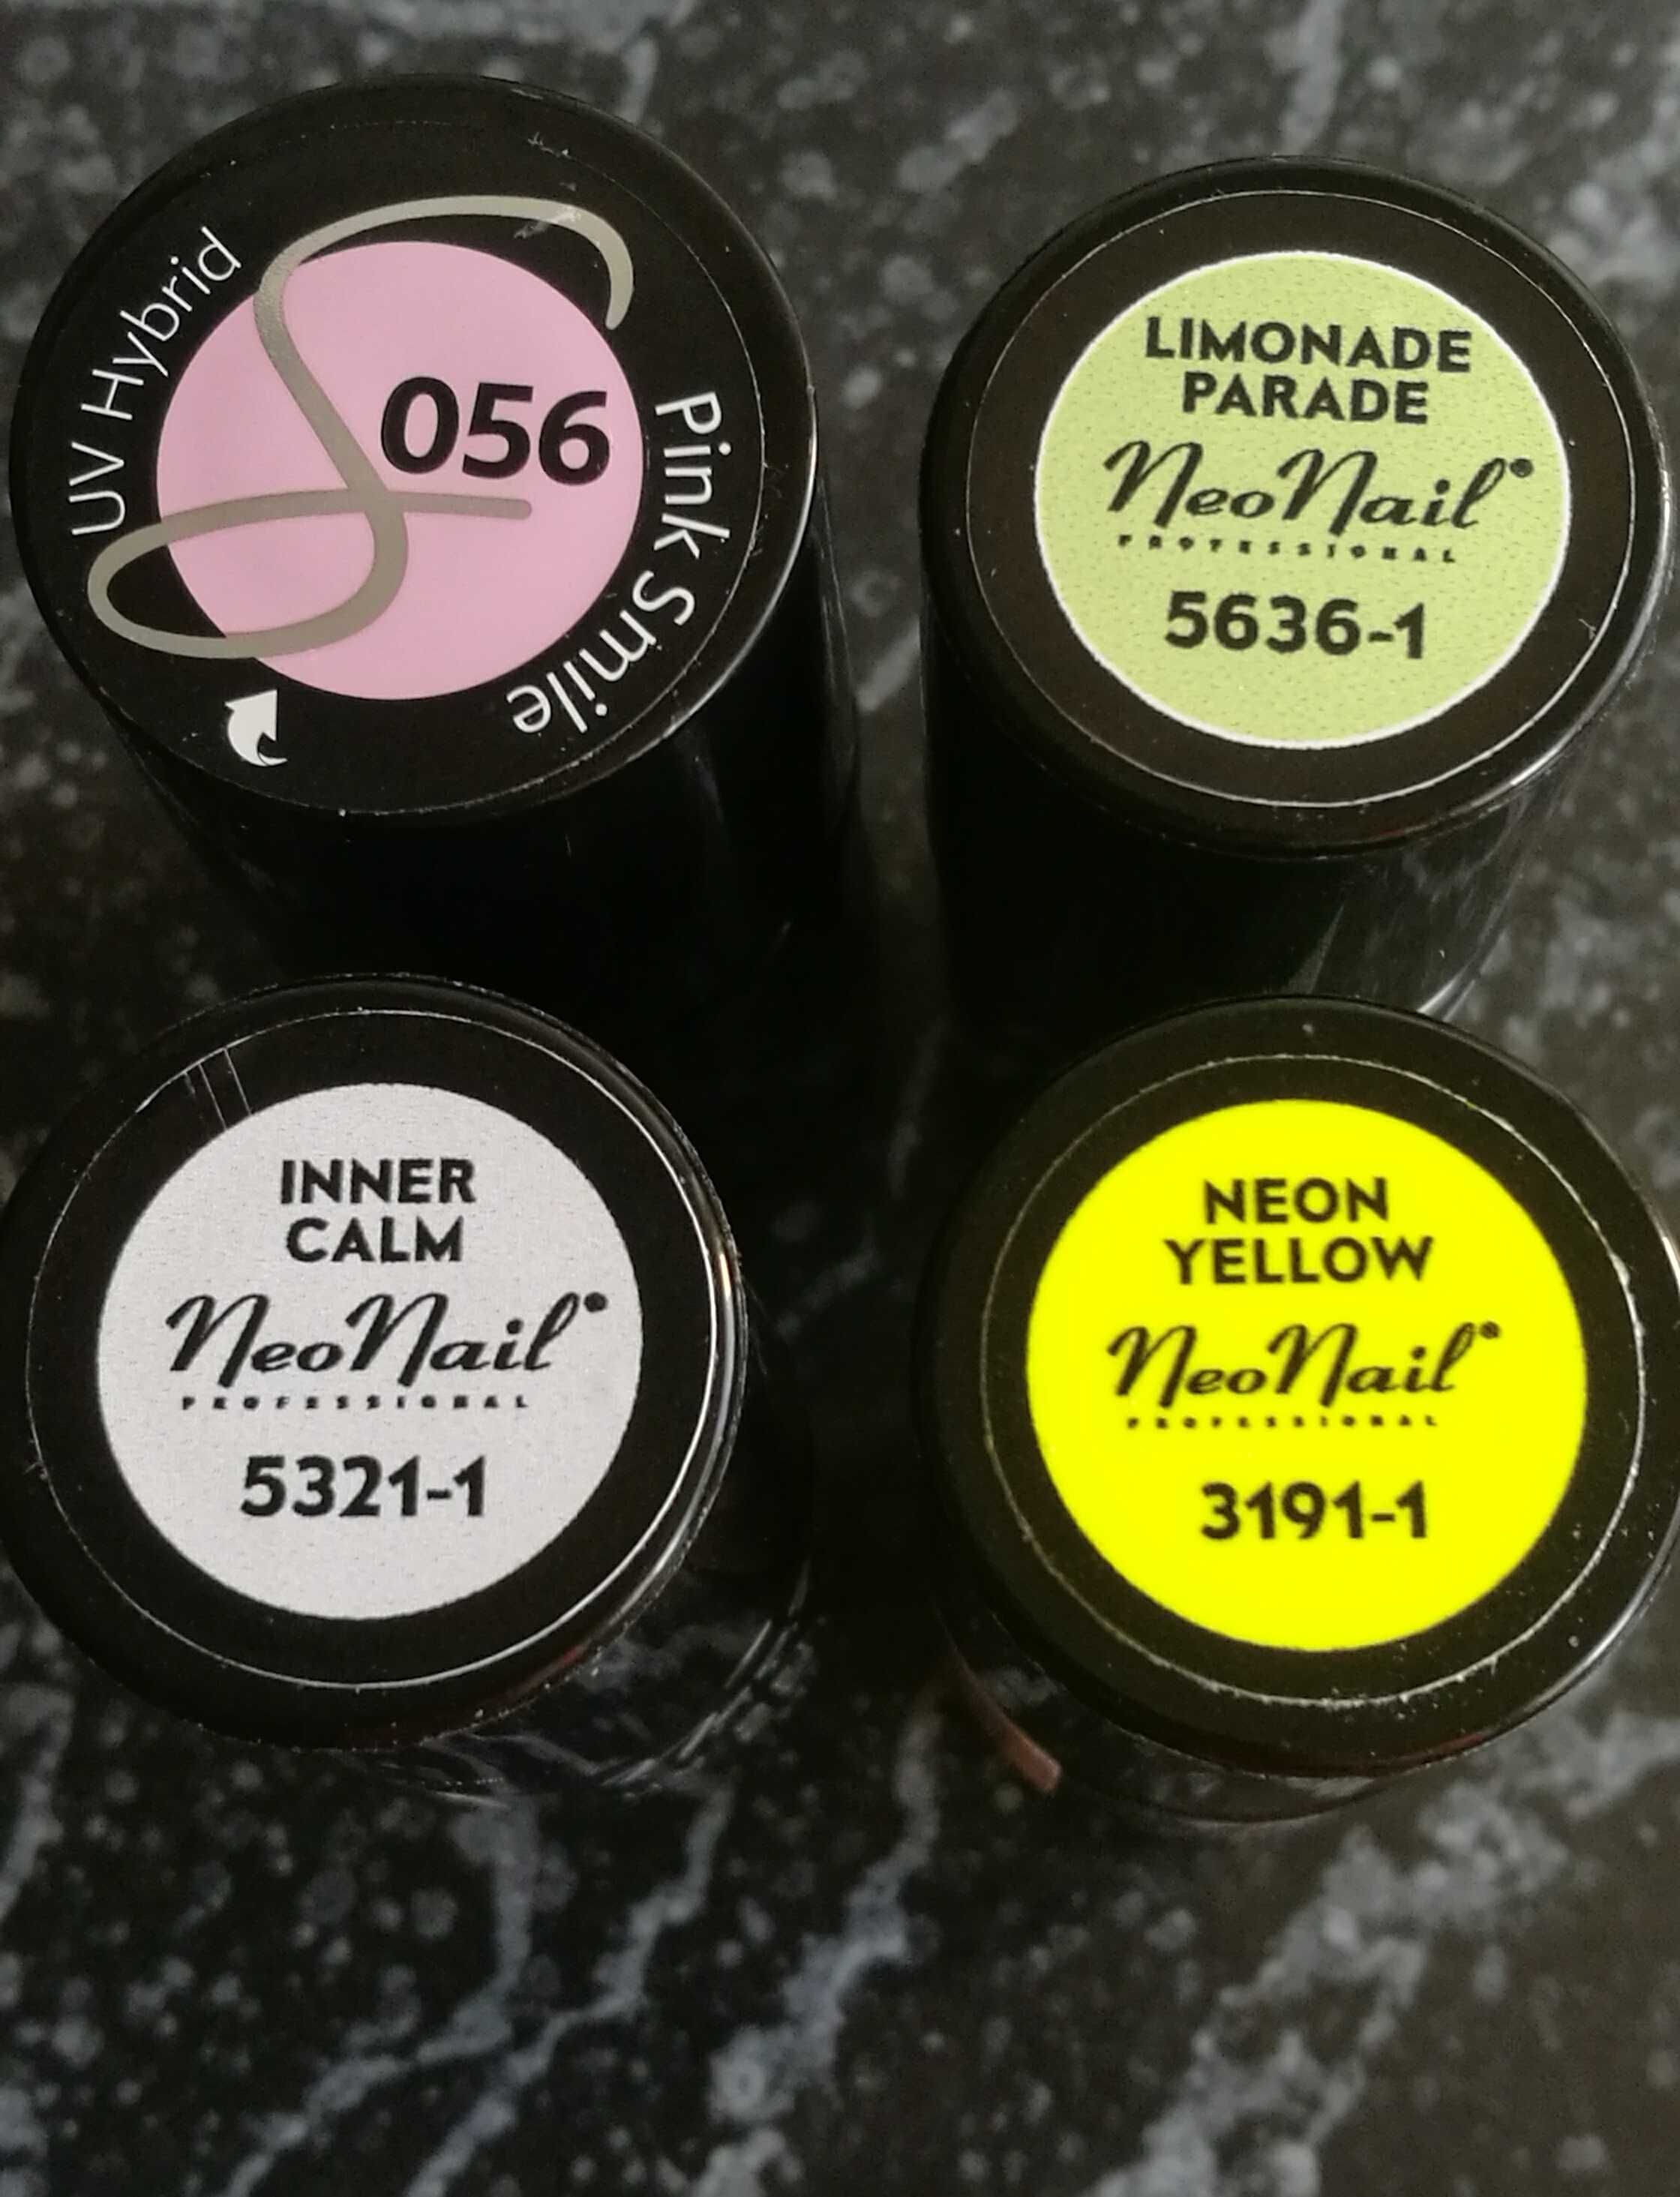 UV Hybrid
056
Pink Smile
LIMONADE
PARADE
NeoNail
PROFESSIONAL
5636-1
INNER
CALM
NeoNail
PROFESSIONAL
5321-1
NEON
YELLOW
NeoNail
PROFESSIONAL
3191-1